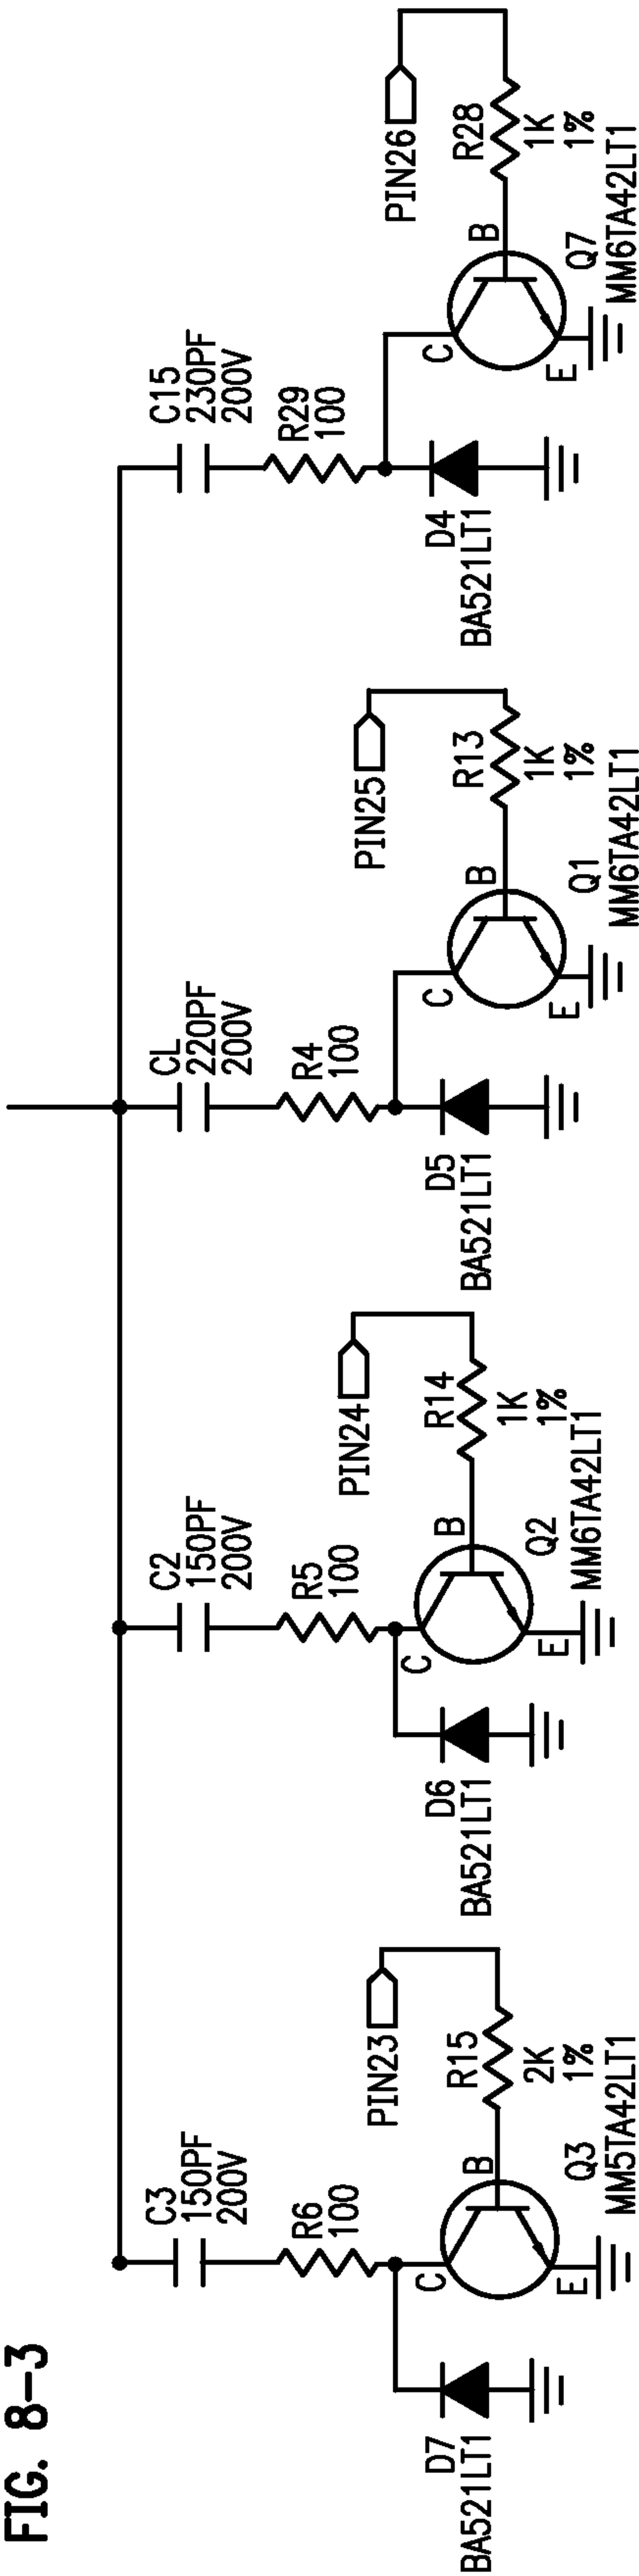 FIG. 8-3
C3
150PF
200V
R6
100
D7
BA521LT1
C
B
E
Q3
MM5TA42LT1
R15
2K
1%
PIN23
C2
150PF
200V
R5
100
D6
BA521LT1
C
B
E
Q2
MM6TA42LT1
R14
1K
1%
PIN24
CL
220PF
200V
R4
100
D5
BA521LT1
C
B
E
Q1
MM6TA42LT1
R13
1K
1%
PIN25
C15
230PF
200V
R29
100
D4
BA521LT1
C
B
E
Q7
MM6TA42LT1
R28
1K
1%
PIN26